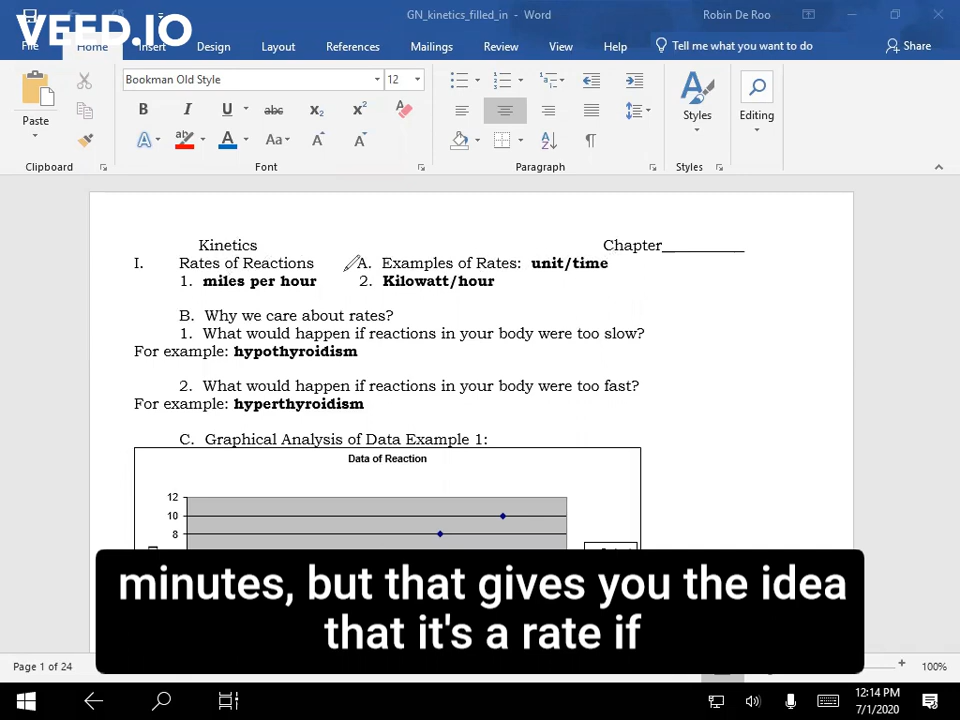 VEED.IO
GN_kinetics_filled_in - Word
Robin De Roo
File Home Insert Design Layout References Mailings Review View Help Tell me what you want to do Share
Bookman Old Style 12
Paste
Styles
Editing
Clipboard Font Paragraph Styles
Kinetics Chapter__________
I. Rates of Reactions A. Examples of Rates: unit/time
1. miles per hour 2. Kilowatt/hour
B. Why we care about rates?
1. What would happen if reactions in your body were too slow?
For example: hypothyroidism
2. What would happen if reactions in your body were too fast?
For example: hyperthyroidism
C. Graphical Analysis of Data Example 1:
Data of Reaction
12
10
8
minutes, but that gives you the idea
that it's a rate if
Page 1 of 24 100%
12:14 PM
7/1/2020